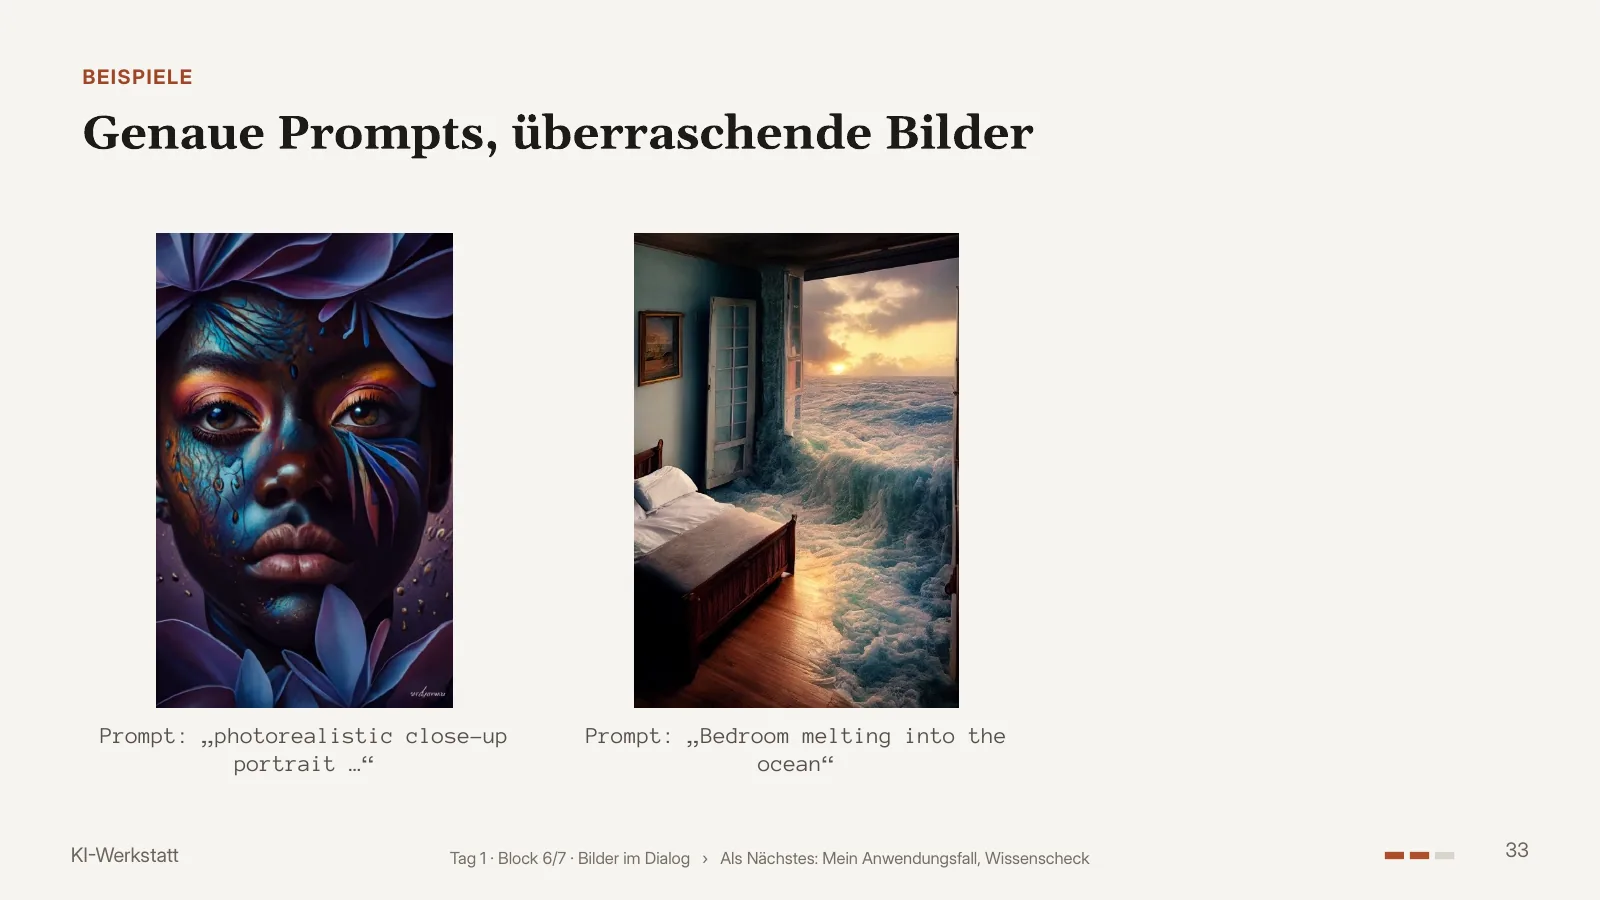 BEISPIELE
Genaue Prompts, überraschende Bilder
Prompt: „photorealistic close-up
portrait …“
Prompt: „Bedroom melting into the
ocean“
KI-Werkstatt
Tag 1 · Block 6/7 · Bilder im Dialog › Als Nächstes: Mein Anwendungsfall, Wissenscheck
33